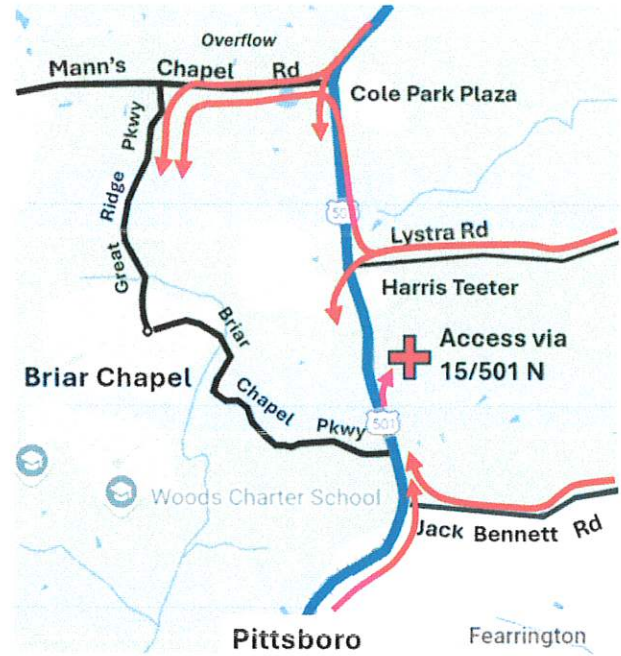 Overflow
Mann's Chapel Rd
Cole Park Plaza
Great Ridge Pkwy
501
Lystra Rd
Harris Teeter
Access via
15/501 N
Briar Chapel
Briar Chapel Pkwy
501
Woods Charter School
Jack Bennett Rd
Pittsboro
Fearrington